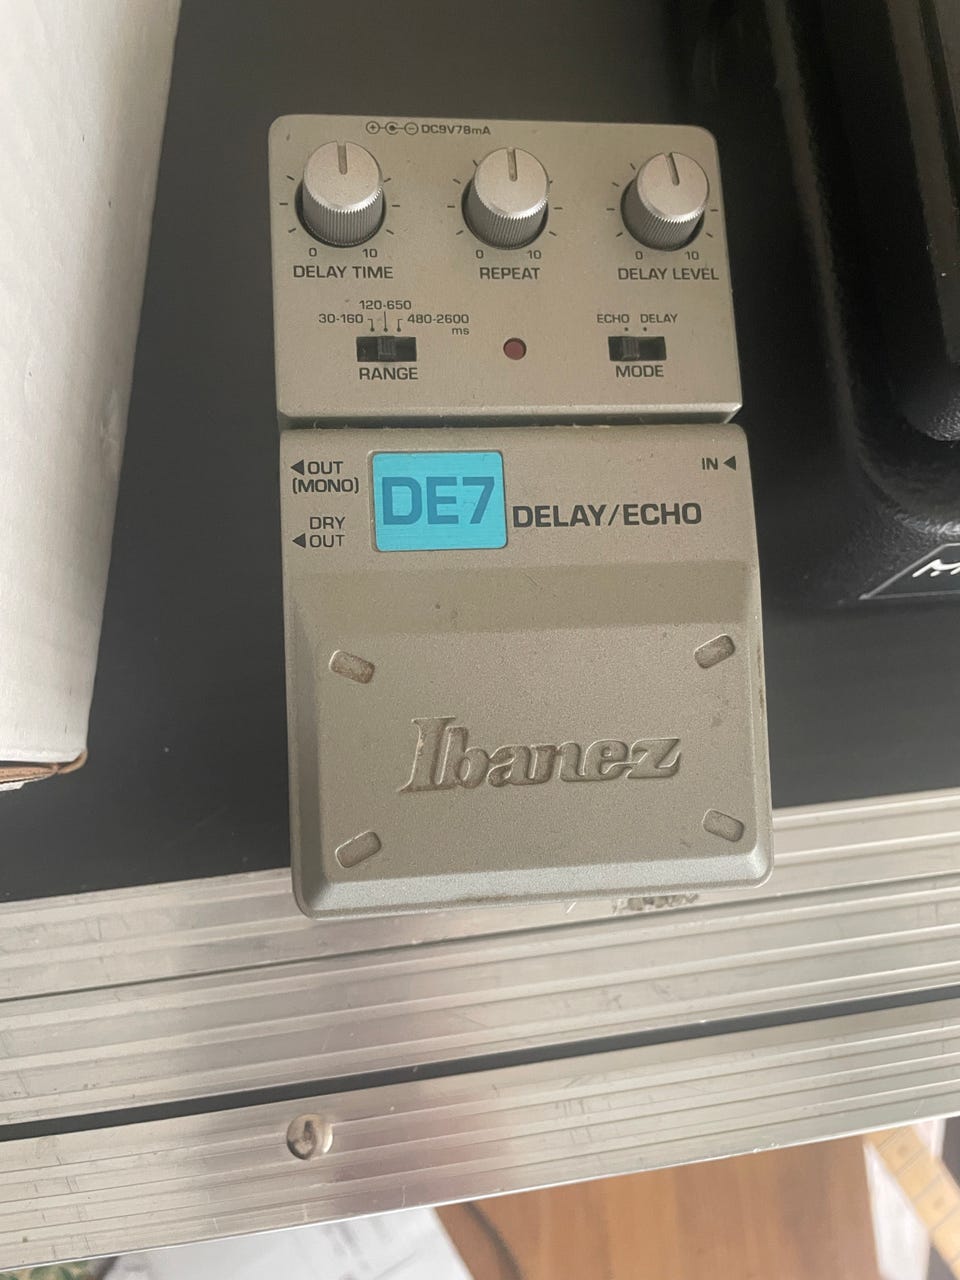 DC9V78mA
0 10
0 10
0 10
DELAY TIME
REPEAT
DELAY LEVEL
120-650
30-160
480-2600
ms
RANGE
ECHO DELAY
MODE
OUT
(MONO)
DRY
OUT
DE7
DELAY/ECHO
IN
Ibanez